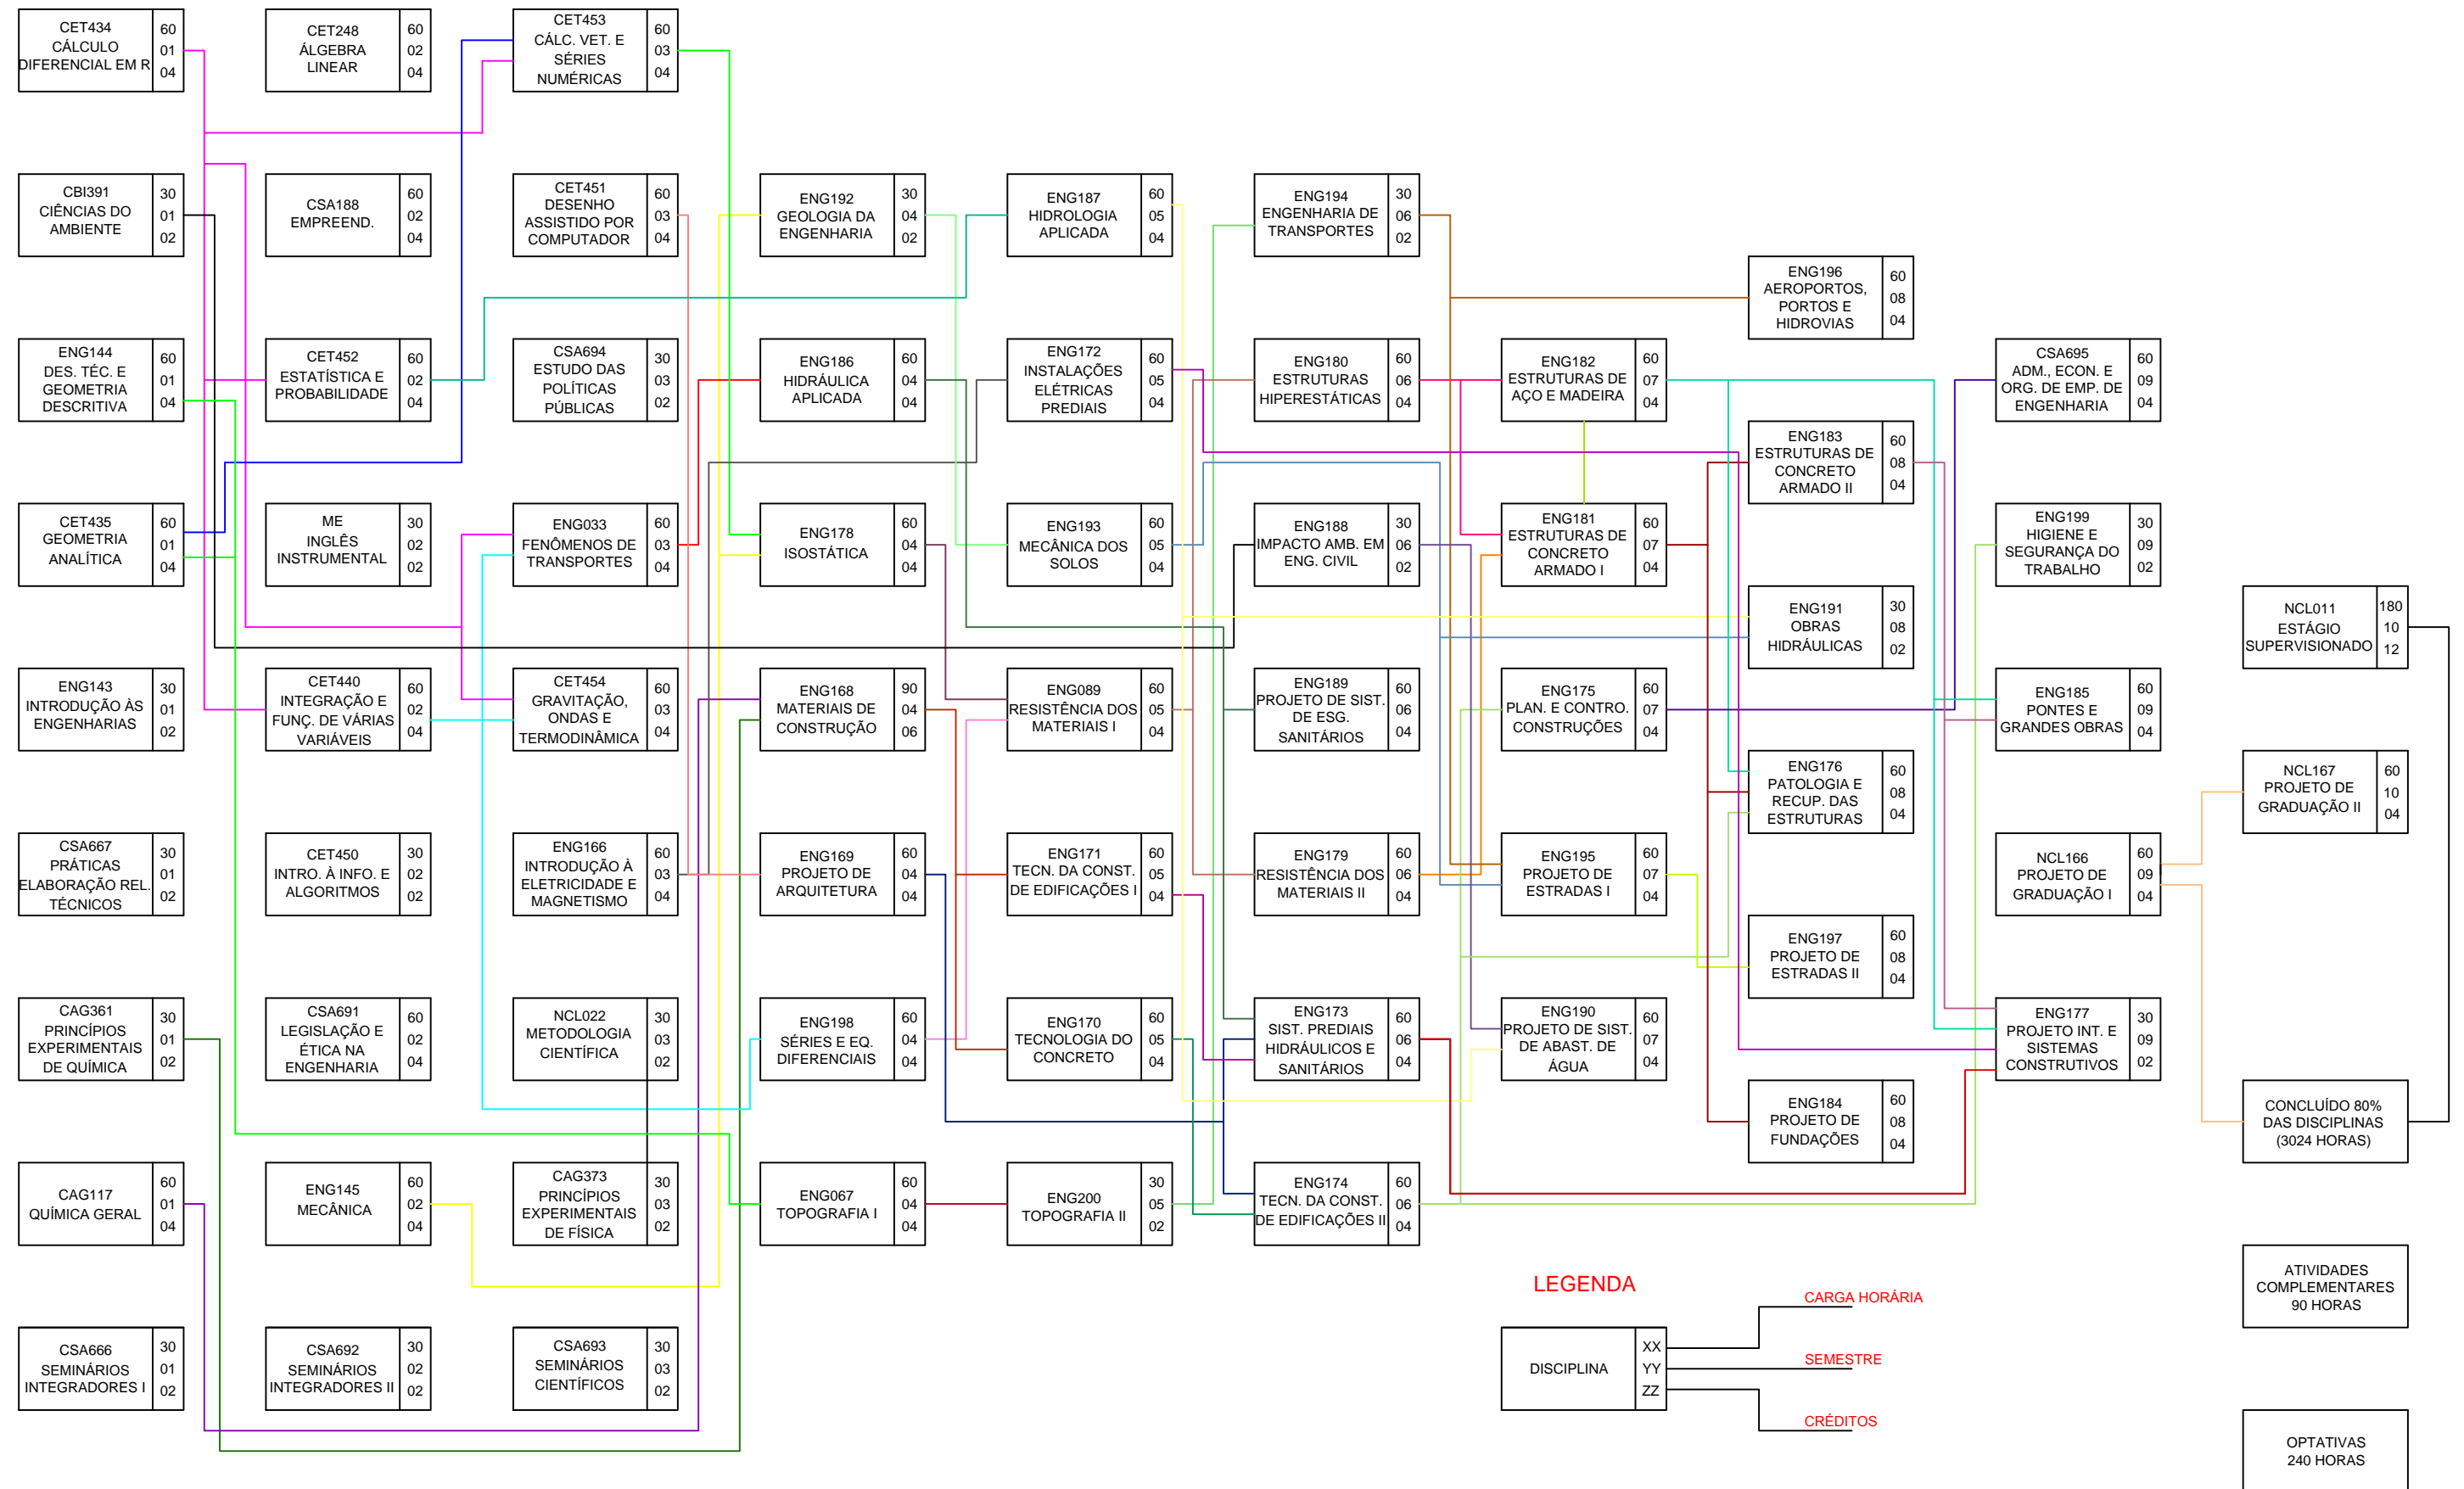 CET434
CÁLCULO
DIFERENCIAL EM R
60
01
04
CBI391
CIÊNCIAS DO
AMBIENTE
30
01
02
ENG144
DES. TÉC. E
GEOMETRIA
DESCRITIVA
60
01
04
CET435
GEOMETRIA
ANALÍTICA
60
01
04
ENG143
INTRODUÇÃO ÀS
ENGENHARIAS
30
01
02
CSA667
PRÁTICAS
ELABORAÇÃO REL.
TÉCNICOS
30
01
02
CAG361
PRINCÍPIOS
EXPERIMENTAIS
DE QUÍMICA
30
01
02
CAG117
QUÍMICA GERAL
60
01
04
CSA666
SEMINÁRIOS
INTEGRADORES I
30
01
02
CET248
ÁLGEBRA
LINEAR
60
02
04
CSA188
EMPREEND.
60
02
04
CET452
ESTATÍSTICA E
PROBABILIDADE
60
02
04
ME
INGLÊS
INSTRUMENTAL
30
02
02
CET440
INTEGRAÇÃO E
FUNÇ. DE VÁRIAS
VARIÁVEIS
60
02
04
CET450
INTRO. À INFO. E
ALGORITMOS
30
02
02
CSA691
LEGISLAÇÃO E
ÉTICA NA
ENGENHARIA
60
02
04
ENG145
MECÂNICA
60
02
04
CSA692
SEMINÁRIOS
INTEGRADORES II
30
02
02
CET453
CÁLC. VET. E
SÉRIES
NUMÉRICAS
60
03
04
CET451
DESENHO
ASSISTIDO POR
COMPUTADOR
60
03
04
CSA694
ESTUDO DAS
POLÍTICAS
PÚBLICAS
30
03
02
ENG033
FENÔMENOS DE
TRANSPORTES
60
03
04
CET454
GRAVITAÇÃO,
ONDAS E
TERMODINÂMICA
60
03
04
ENG166
INTRODUÇÃO À
ELETRICIDADE E
MAGNETISMO
60
03
04
NCL022
METODOLOGIA
CIENTÍFICA
30
03
02
CAG373
PRINCÍPIOS
EXPERIMENTAIS
DE FÍSICA
30
03
02
CSA693
SEMINÁRIOS
CIENTÍFICOS
30
03
02
ENG192
GEOLOGIA DA
ENGENHARIA
30
04
02
ENG186
HIDRÁULICA
APLICADA
60
04
04
ENG178
ISOSTÁTICA
60
04
04
ENG168
MATERIAIS DE
CONSTRUÇÃO
90
04
06
ENG169
PROJETO DE
ARQUITETURA
60
04
04
ENG198
SÉRIES E EQ.
DIFERENCIAIS
60
04
04
ENG067
TOPOGRAFIA I
60
04
04
ENG187
HIDROLOGIA
APLICADA
60
05
04
ENG172
INSTALAÇÕES
ELÉTRICAS
PREDIAIS
60
05
04
ENG193
MECÂNICA DOS
SOLOS
60
05
04
ENG089
RESISTÊNCIA DOS
MATERIAIS I
60
05
04
ENG171
TECN. DA CONST.
DE EDIFICAÇÕES I
60
05
04
ENG170
TECNOLOGIA DO
CONCRETO
60
05
04
ENG200
TOPOGRAFIA II
30
05
02
ENG194
ENGENHARIA DE
TRANSPORTES
30
06
02
ENG180
ESTRUTURAS
HIPERESTÁTICAS
60
06
04
ENG188
IMPACTO AMB. EM
ENG. CIVIL
30
06
02
ENG189
PROJETO DE SIST.
DE ESG.
SANITÁRIOS
60
06
04
ENG179
RESISTÊNCIA DOS
MATERIAIS II
60
06
04
ENG173
SIST. PREDIAIS
HIDRÁULICOS E
SANITÁRIOS
60
06
04
ENG174
TECN. DA CONST.
DE EDIFICAÇÕES II
60
06
04
ENG182
ESTRUTURAS DE
AÇO E MADEIRA
60
07
04
ENG181
ESTRUTURAS DE
CONCRETO
ARMADO I
60
07
04
ENG175
PLAN. E CONTRO.
CONSTRUÇÕES
60
07
04
ENG195
PROJETO DE
ESTRADAS I
60
07
04
ENG190
PROJETO DE SIST.
DE ABAST. DE
ÁGUA
60
07
04
ENG196
AEROPORTOS,
PORTOS E
HIDROVIAS
60
08
04
ENG183
ESTRUTURAS DE
CONCRETO
ARMADO II
60
08
04
ENG191
OBRAS
HIDRÁULICAS
30
08
02
ENG176
PATOLOGIA E
RECUP. DAS
ESTRUTURAS
60
08
04
ENG197
PROJETO DE
ESTRADAS II
60
08
04
ENG184
PROJETO DE
FUNDAÇÕES
60
08
04
CSA695
ADM., ECON. E
ORG. DE EMP. DE
ENGENHARIA
60
09
04
ENG199
HIGIENE E
SEGURANÇA DO
TRABALHO
30
09
02
ENG185
PONTES E
GRANDES OBRAS
60
09
04
NCL166
PROJETO DE
GRADUAÇÃO I
60
09
04
ENG177
PROJETO INT. E
SISTEMAS
CONSTRUTIVOS
30
09
02
NCL011
ESTÁGIO
SUPERVISIONADO
180
10
12
NCL167
PROJETO DE
GRADUAÇÃO II
60
10
04
CONCLUÍDO 80%
DAS DISCIPLINAS
(3024 HORAS)
ATIVIDADES
COMPLEMENTARES
90 HORAS
OPTATIVAS
240 HORAS
LEGENDA
DISCIPLINA
XX
YY
ZZ
CARGA HORÁRIA
SEMESTRE
CRÉDITOS